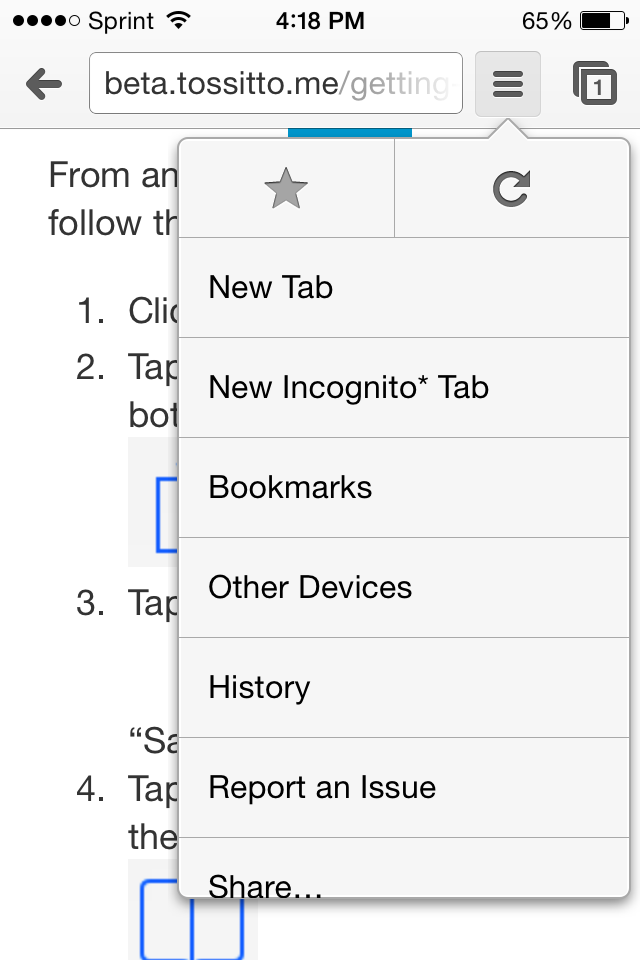 Sprint 4:18 PM 65%
beta.tossitto.me/getting-
1
From an
follow th
New Tab
1. Clic
2. Tap
New Incognito* Tab
bot
Bookmarks
Other Devices
3. Tap
History
“Sa
4. Tap
Report an Issue
the
Share...